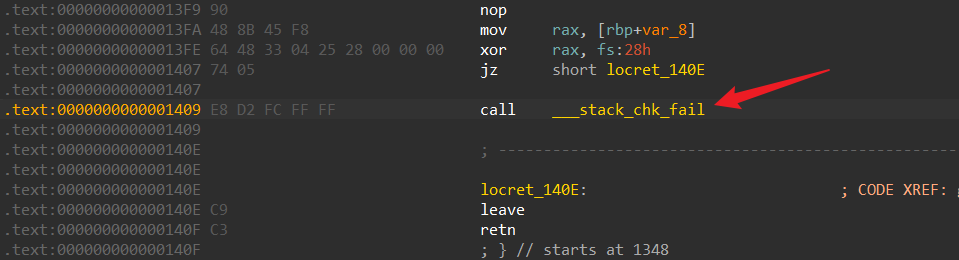 .text:00000000000013F9 90 nop
.text:00000000000013FA 48 8B 45 F8 mov rax, [rbp+var_8]
.text:00000000000013FE 64 48 33 04 25 28 00 00 00 xor rax, fs:28h
.text:0000000000001407 74 05 jz short locret_140E
.text:0000000000001407
.text:0000000000001409 E8 D2 FC FF FF call ___stack_chk_fail
.text:0000000000001409
.text:000000000000140E ; ---------------------------------------------------
.text:000000000000140E
.text:000000000000140E locret_140E: ; CODE XREF:
.text:000000000000140E C9 leave
.text:000000000000140F C3 retn
.text:000000000000140F ; } // starts at 1348